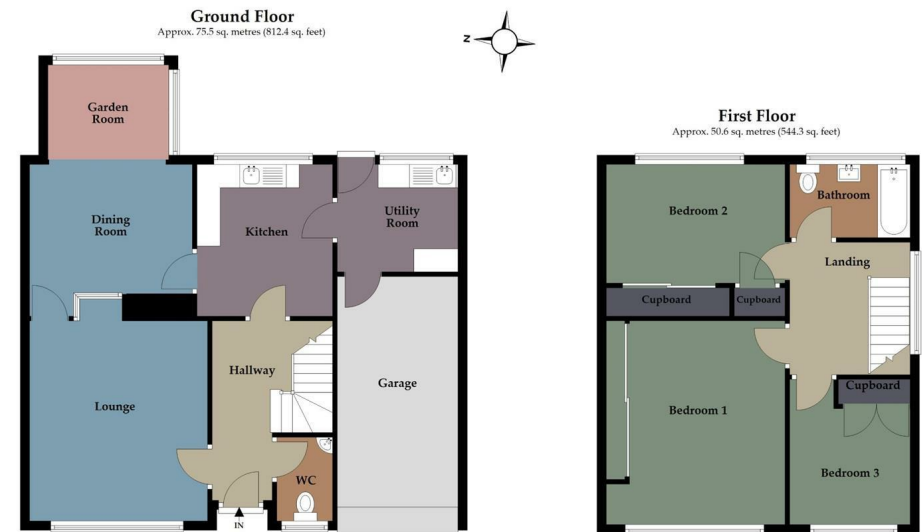 Ground Floor
Approx. 75.5 sq. metres (812.4 sq. feet)
Z
Garden
Room
Dining
Room
Kitchen
Utility
Room
Hallway
Lounge
Garage
WC
IN
First Floor
Approx. 50.6 sq. metres (544.3 sq. feet)
Bedroom 2
Bathroom
Landing
Cupboard
Cupboard
Bedroom 1
Cupboard
Bedroom 3